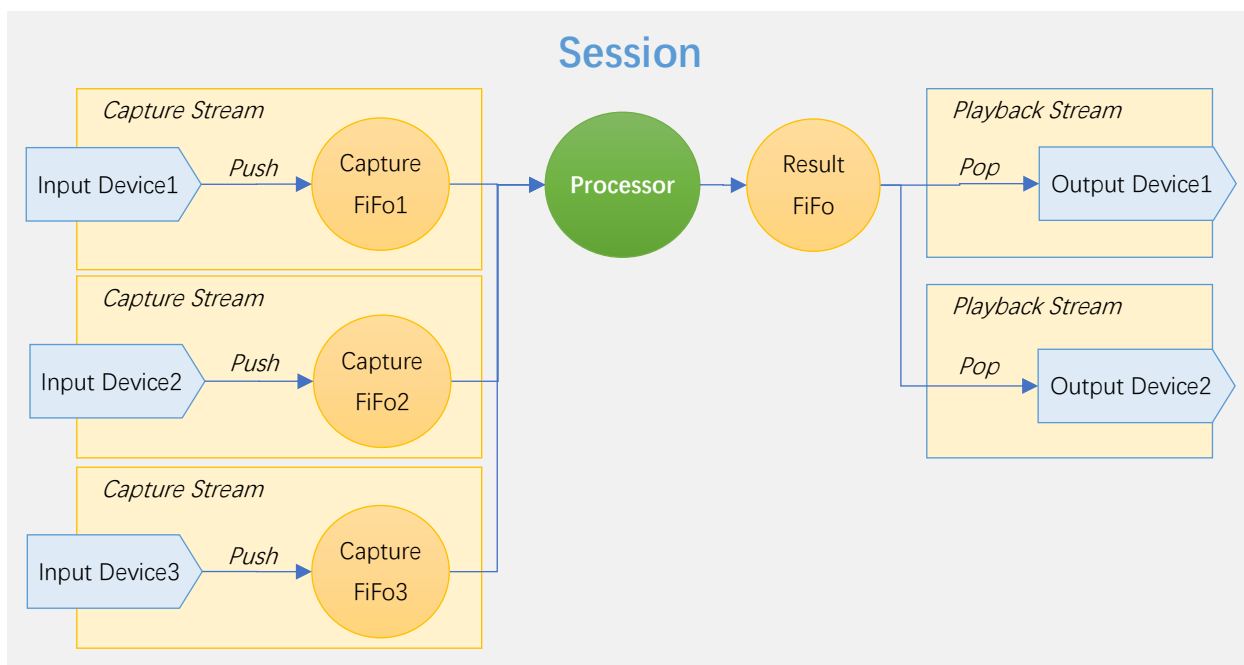 Session
Capture Stream
Input Device1
Push
Capture
FiFo1
Capture Stream
Input Device2
Push
Capture
FiFo2
Capture Stream
Input Device3
Push
Capture
FiFo3
Processor
Result
FiFo
Playback Stream
Pop
Output Device1
Playback Stream
Pop
Output Device2